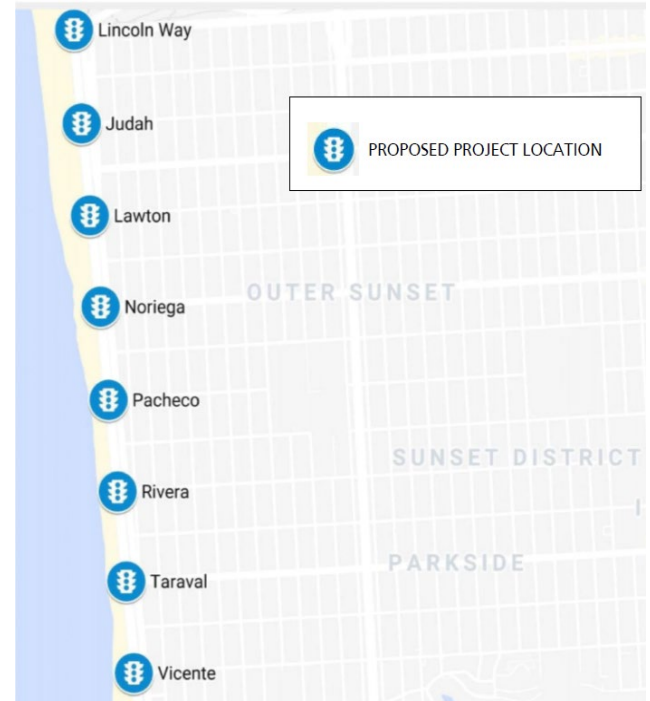 Lincoln Way
Judah
PROPOSED PROJECT LOCATION
Lawton
OUTER SUNSET
Noriega
Pacheco
SUNSET DISTRICT
Rivera
PARKSIDE
Taraval
Vicente